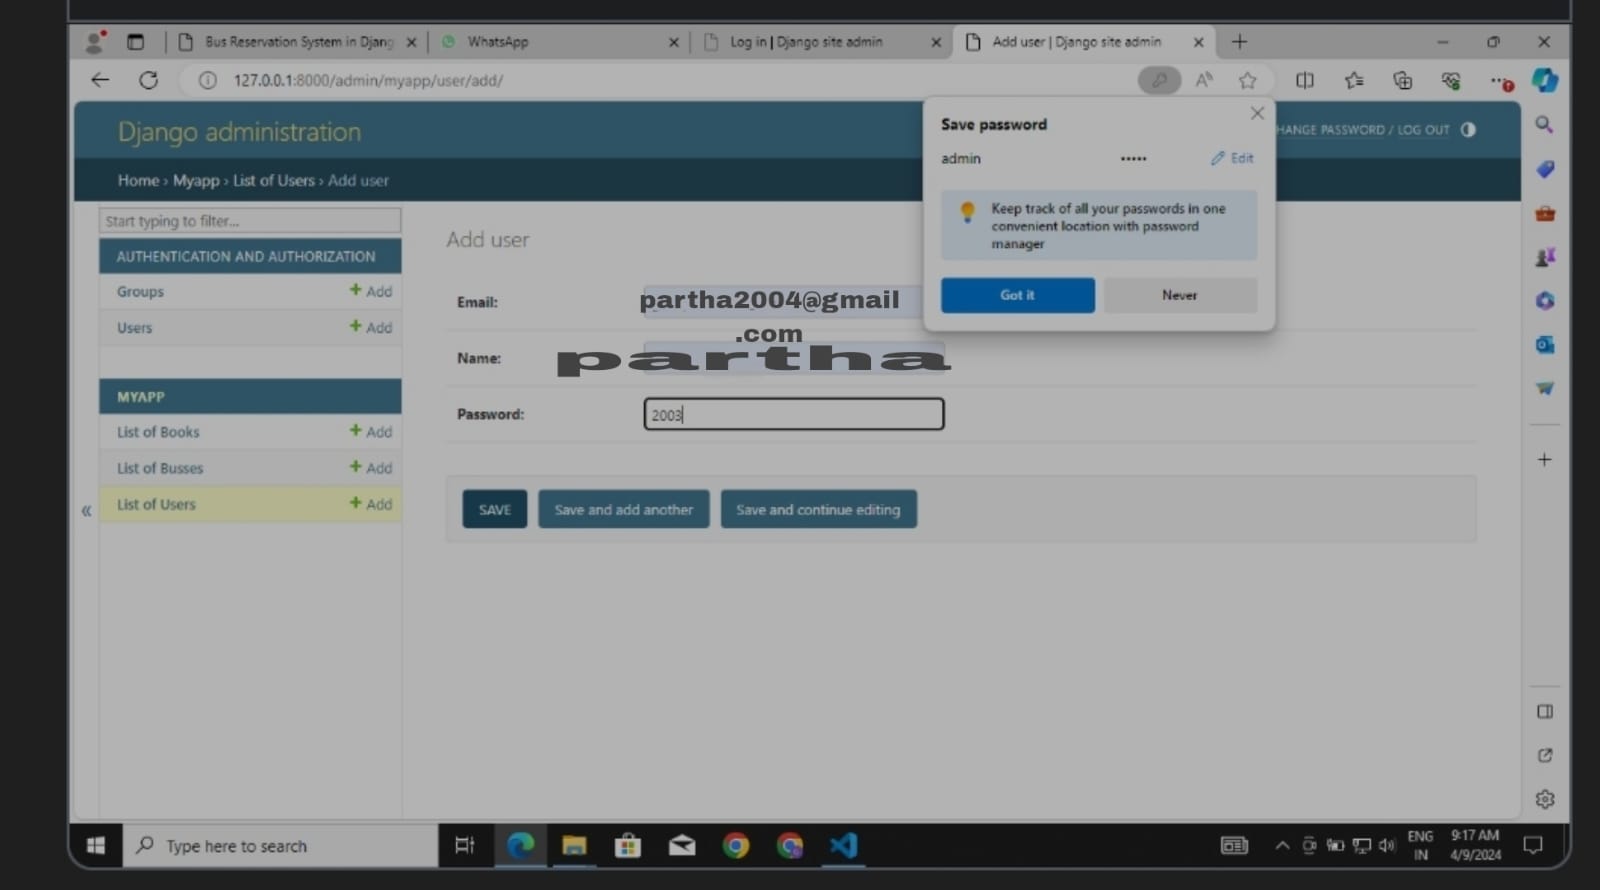 Bus Reservation System in Djang
WhatsApp
Log in | Django site admin
Add user | Django site admin
127.0.0.1:8000/admin/myapp/user/add/
Django administration
HANGE PASSWORD / LOG OUT
Home › Myapp › List of Users › Add user
Save password
admin
•••••
Edit
Keep track of all your passwords in one
convenient location with password
manager
Got it
Never
Start typing to filter...
AUTHENTICATION AND AUTHORIZATION
Groups
+ Add
Users
+ Add
MYAPP
List of Books
+ Add
List of Busses
+ Add
List of Users
+ Add
«
Add user
Email:
partha2004@gmail
.com
Name:
partha
Password:
2003
SAVE
Save and add another
Save and continue editing
Type here to search
ENG
IN
9:17 AM
4/9/2024